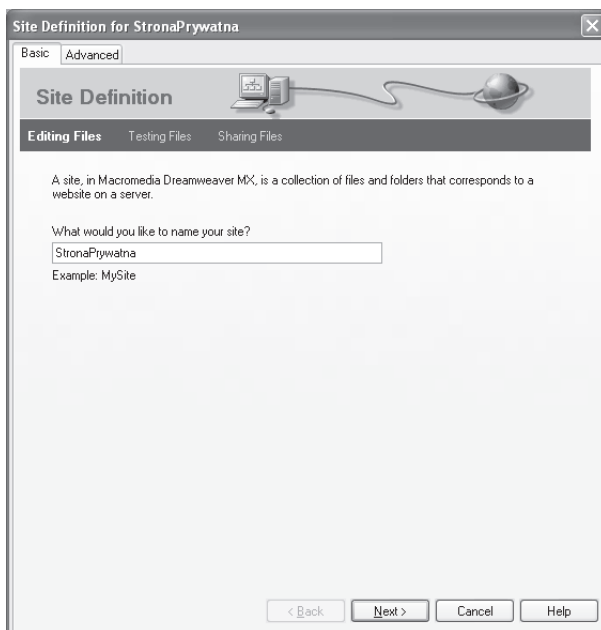 Site Definition for StronaPrywatna
Basic Advanced
Site Definition
Editing Files Testing Files Sharing Files
A site, in Macromedia Dreamweaver MX, is a collection of files and folders that corresponds to a
website on a server.
What would you like to name your site?
StronaPrywatna
Example: MySite
< Back Next > Cancel Help